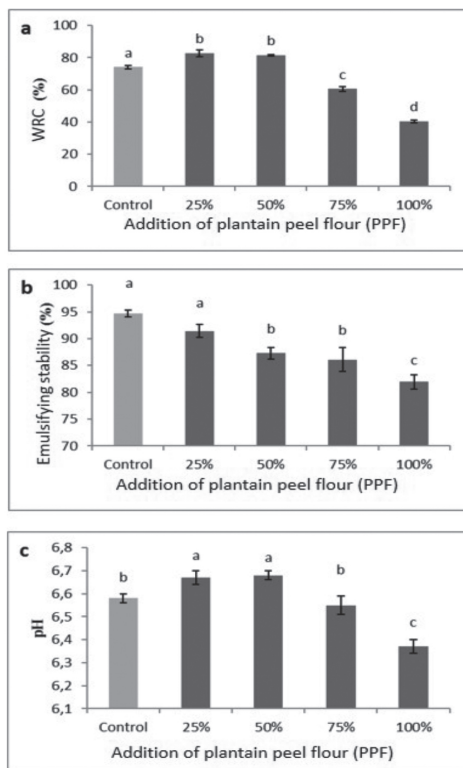 a
100
80
60
40
20
0
WRC (%)
a
b
b
c
d
Control 25% 50% 75% 100%
Addition of plantain peel flour (PPF)
b
100
95
90
85
80
75
70
Emulsifying stability (%)
a
a
b
b
c
Control 25% 50% 75% 100%
Addition of plantain peel flour (PPF)
c
6,8
6,7
6,6
6,5
6,4
6,3
6,2
6,1
pH
b
a
a
b
c
Control 25% 50% 75% 100%
Addition of plantain peel flour (PPF)